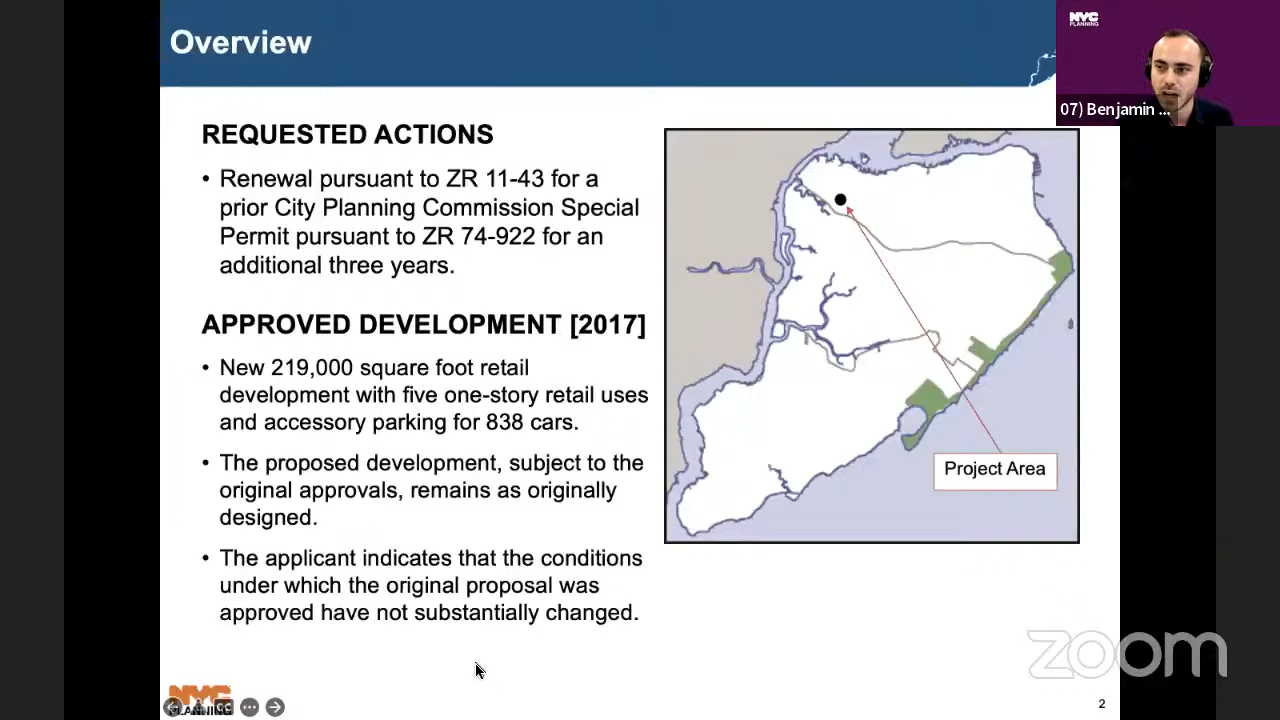 Overview
NYC
PLANNING
07) Benjamin ...
REQUESTED ACTIONS
• Renewal pursuant to ZR 11-43 for a
prior City Planning Commission Special
Permit pursuant to ZR 74-922 for an
additional three years.
APPROVED DEVELOPMENT [2017]
• New 219,000 square foot retail
development with five one-story retail uses
and accessory parking for 838 cars.
• The proposed development, subject to the
original approvals, remains as originally
designed.
• The applicant indicates that the conditions
under which the original proposal was
approved have not substantially changed.
Project Area
zoom
NYC
PLANNING
2